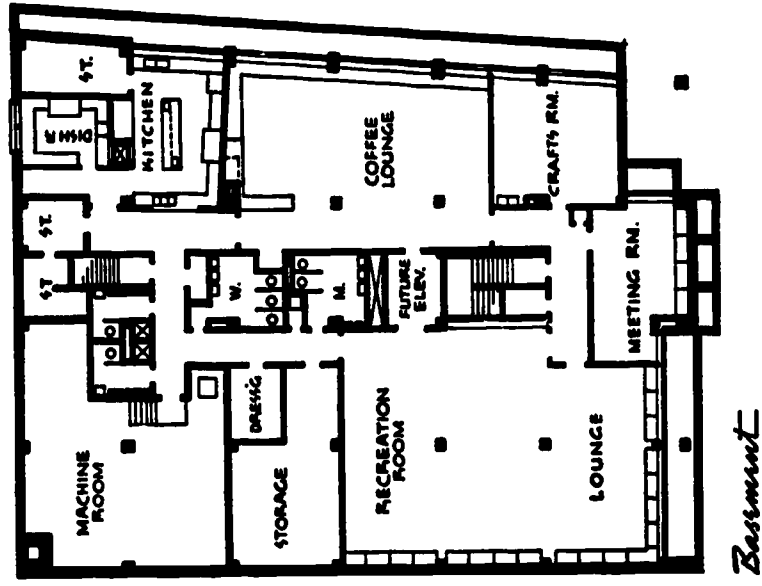 ST.
KITCHEN
DISH R.
ST.
ST
COFFEE
LOUNGE
CRAFTS RM.
W.
M.
FUTURE
ELEV.
MEETING RM.
MACHINE
ROOM
DRESS'G
STORAGE
RECREATION
ROOM
LOUNGE
Basement